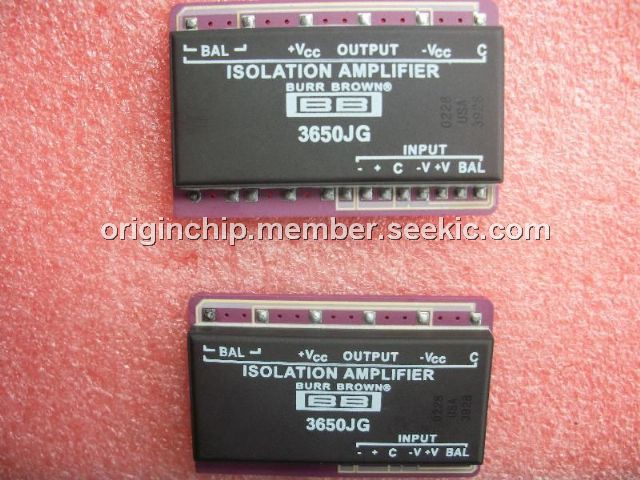 BAL +Vcc OUTPUT -Vcc C
ISOLATION AMPLIFIER
BURR BROWN®
BB
3650JG
0228
USA
3928
INPUT
- + C -V +V BAL
originchip.member.seekic.com
BAL +Vcc OUTPUT -Vcc C
ISOLATION AMPLIFIER
BURR BROWN®
BB
3650JG
0228
USA
3928
INPUT
- + C -V +V BAL